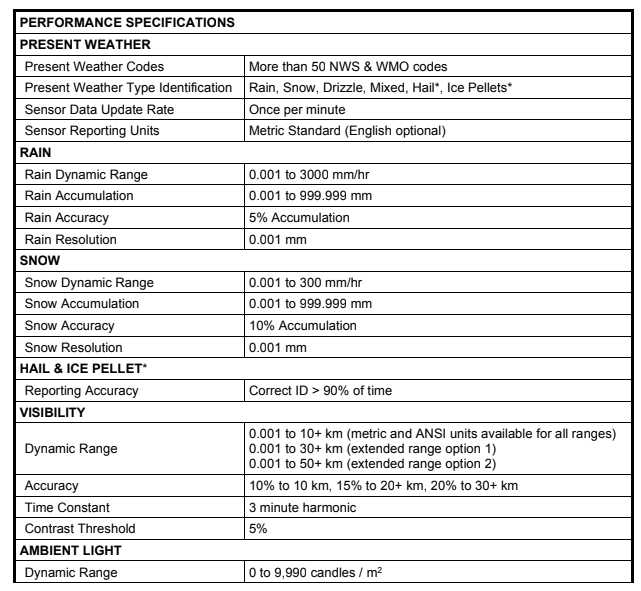 PERFORMANCE SPECIFICATIONS
PRESENT WEATHER
Present Weather Codes More than 50 NWS & WMO codes
Present Weather Type Identification Rain, Snow, Drizzle, Mixed, Hail*, Ice Pellets*
Sensor Data Update Rate Once per minute
Sensor Reporting Units Metric Standard (English optional)
RAIN
Rain Dynamic Range 0.001 to 3000 mm/hr
Rain Accumulation 0.001 to 999.999 mm
Rain Accuracy 5% Accumulation
Rain Resolution 0.001 mm
SNOW
Snow Dynamic Range 0.001 to 300 mm/hr
Snow Accumulation 0.001 to 999.999 mm
Snow Accuracy 10% Accumulation
Snow Resolution 0.001 mm
HAIL & ICE PELLET*
Reporting Accuracy Correct ID > 90% of time
VISIBILITY
Dynamic Range 0.001 to 10+ km (metric and ANSI units available for all ranges)
0.001 to 30+ km (extended range option 1)
0.001 to 50+ km (extended range option 2)
Accuracy 10% to 10 km, 15% to 20+ km, 20% to 30+ km
Time Constant 3 minute harmonic
Contrast Threshold 5%
AMBIENT LIGHT
Dynamic Range 0 to 9,990 candles / m²